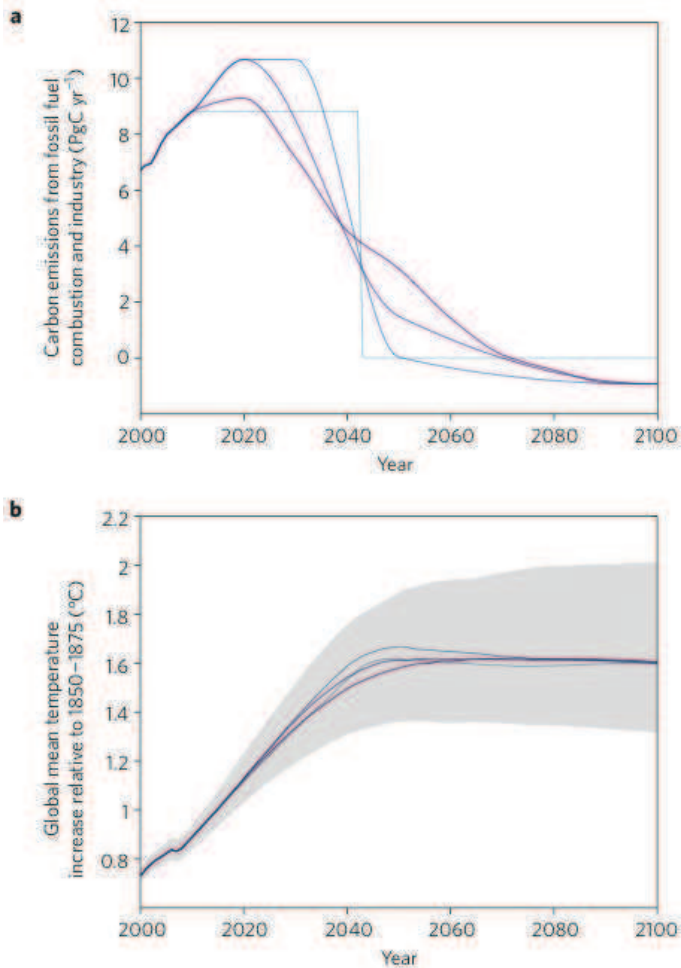 a
12
10
8
6
4
2
0
Carbon emissions from fossil fuel
combustion and industry (PgC yr⁻¹)
2000 2020 2040 2060 2080 2100
Year
b
2.2
2
1.8
1.6
1.4
1.2
1
0.8
Global mean temperature
increase relative to 1850–1875 (°C)
2000 2020 2040 2060 2080 2100
Year